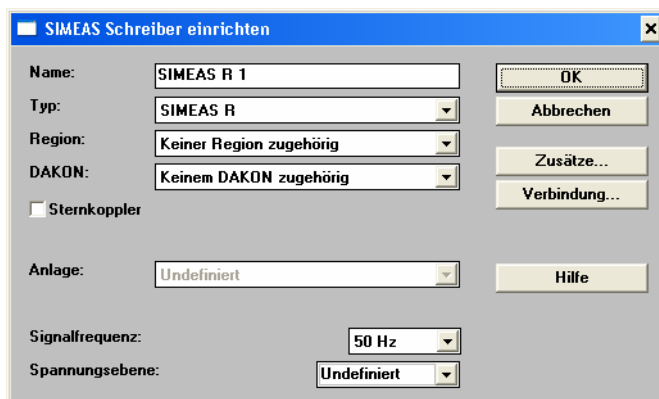 SIMEAS Schreiber einrichten
Name: SIMEAS R 1 OK
Typ: SIMEAS R Abbrechen
Region: Keiner Region zugehörig
Zusätze...
DAKON: Keinem DAKON zugehörig
Verbindung...
Sternkoppler
Anlage: Undefiniert Hilfe
Signalfrequenz: 50 Hz
Spannungsebene: Undefiniert